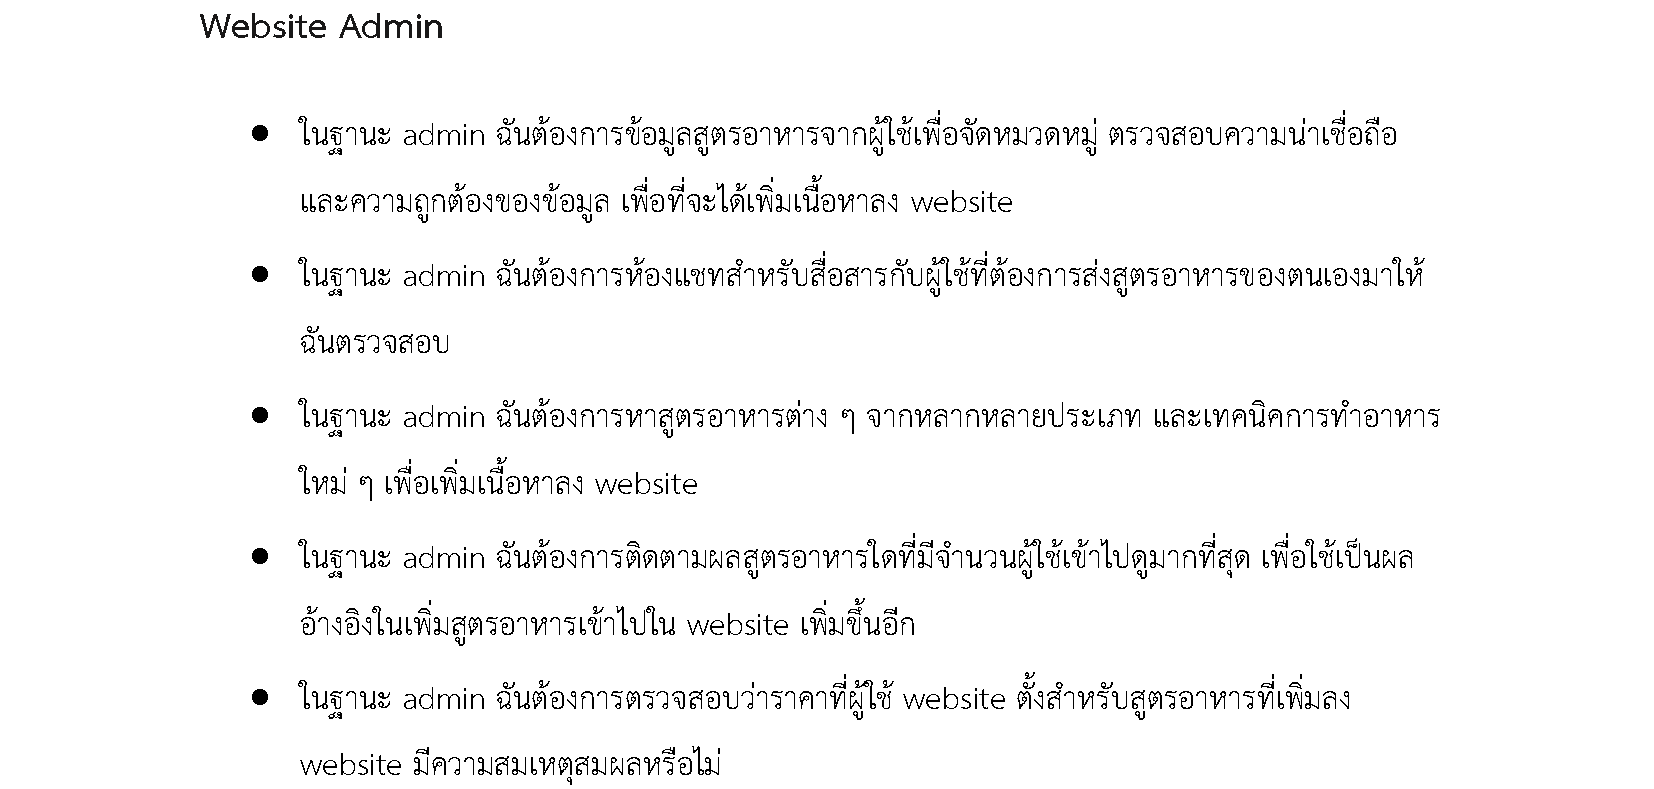 Website Admin
● ในฐานะ admin ฉันต้องการข้อมูลสูตรอาหารจากผู้ใช้เพื่อจัดหมวดหมู่ ตรวจสอบความน่าเชื่อถือ
และความถูกต้องของข้อมูล เพื่อที่จะได้เพิ่มเนื้อหาลง website
● ในฐานะ admin ฉันต้องการห้องแชทสำหรับสื่อสารกับผู้ใช้ที่ต้องการส่งสูตรอาหารของตนเองมาให้
ฉันตรวจสอบ
● ในฐานะ admin ฉันต้องการหาสูตรอาหารต่าง ๆ จากหลากหลายประเภท และเทคนิคการทำอาหาร
ใหม่ ๆ เพื่อเพิ่มเนื้อหาลง website
● ในฐานะ admin ฉันต้องการติดตามผลสูตรอาหารใดที่มีจำนวนผู้ใช้เข้าไปดูมากที่สุด เพื่อใช้เป็นผล
อ้างอิงในเพิ่มสูตรอาหารเข้าไปใน website เพิ่มขึ้นอีก
● ในฐานะ admin ฉันต้องการตรวจสอบว่าราคาที่ผู้ใช้ website ตั้งสำหรับสูตรอาหารที่เพิ่มลง
website มีความสมเหตุสมผลหรือไม่